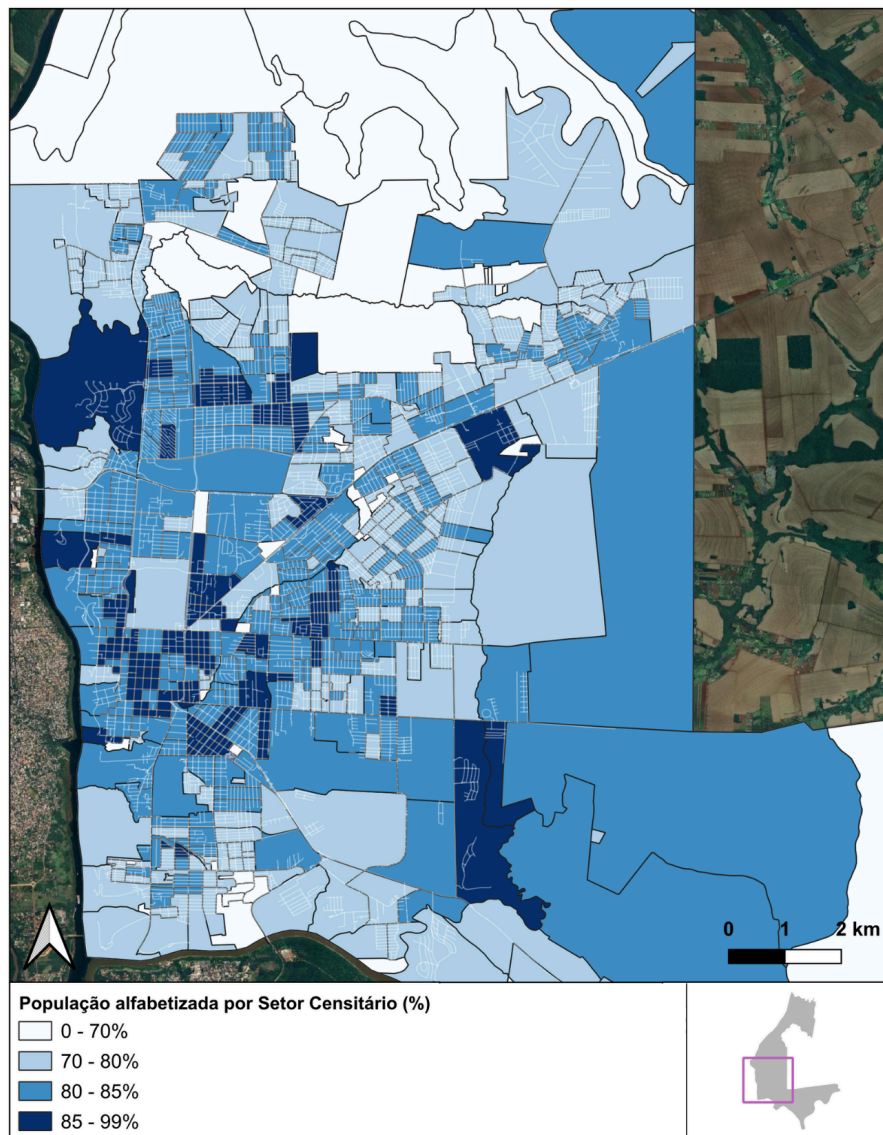 0 1 2 km
População alfabetizada por Setor Censitário (%)
0 - 70%
70 - 80%
80 - 85%
85 - 99%